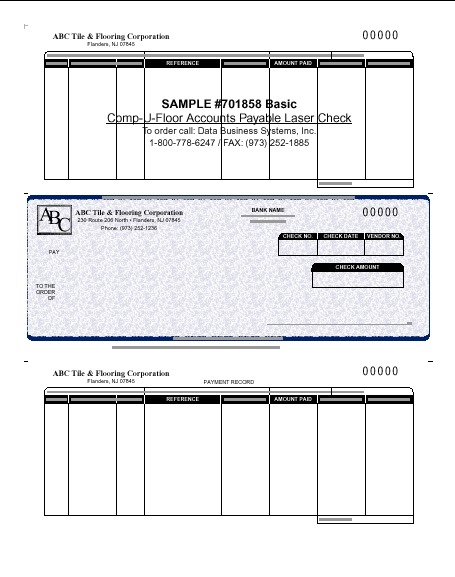 ABC Tile & Flooring Corporation
Flanders, NJ 07845
00000
REFERENCE
AMOUNT PAID
SAMPLE #701858 Basic
Comp-U-Floor Accounts Payable Laser Check
To order call: Data Business Systems, Inc.
1-800-778-6247 / FAX: (973) 252-1885
ABC
ABC Tile & Flooring Corporation
230 Route 206 North • Flanders, NJ 07845
Phone: (973) 252-1236
BANK NAME
00000
CHECK NO. CHECK DATE VENDOR NO.
PAY
CHECK AMOUNT
TO THE
ORDER
OF
ABC Tile & Flooring Corporation
Flanders, NJ 07845
PAYMENT RECORD
00000
REFERENCE
AMOUNT PAID